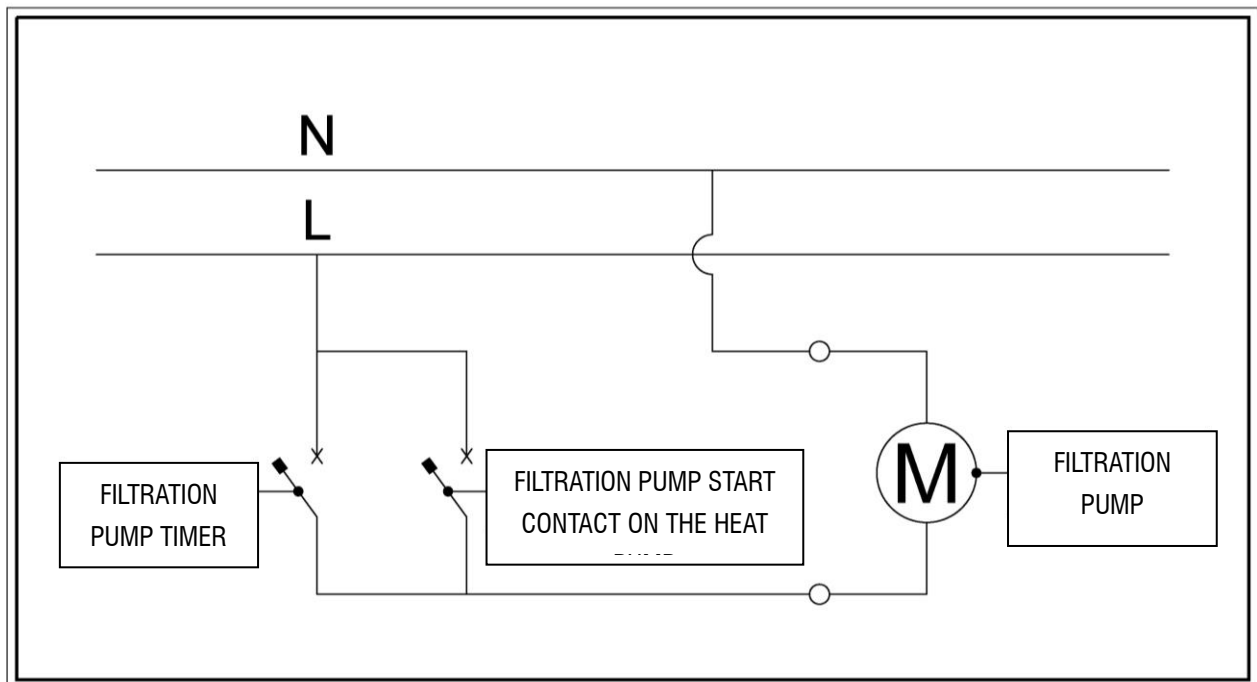 N
L
FILTRATION
PUMP TIMER
FILTRATION PUMP START
CONTACT ON THE HEAT
M
FILTRATION
PUMP